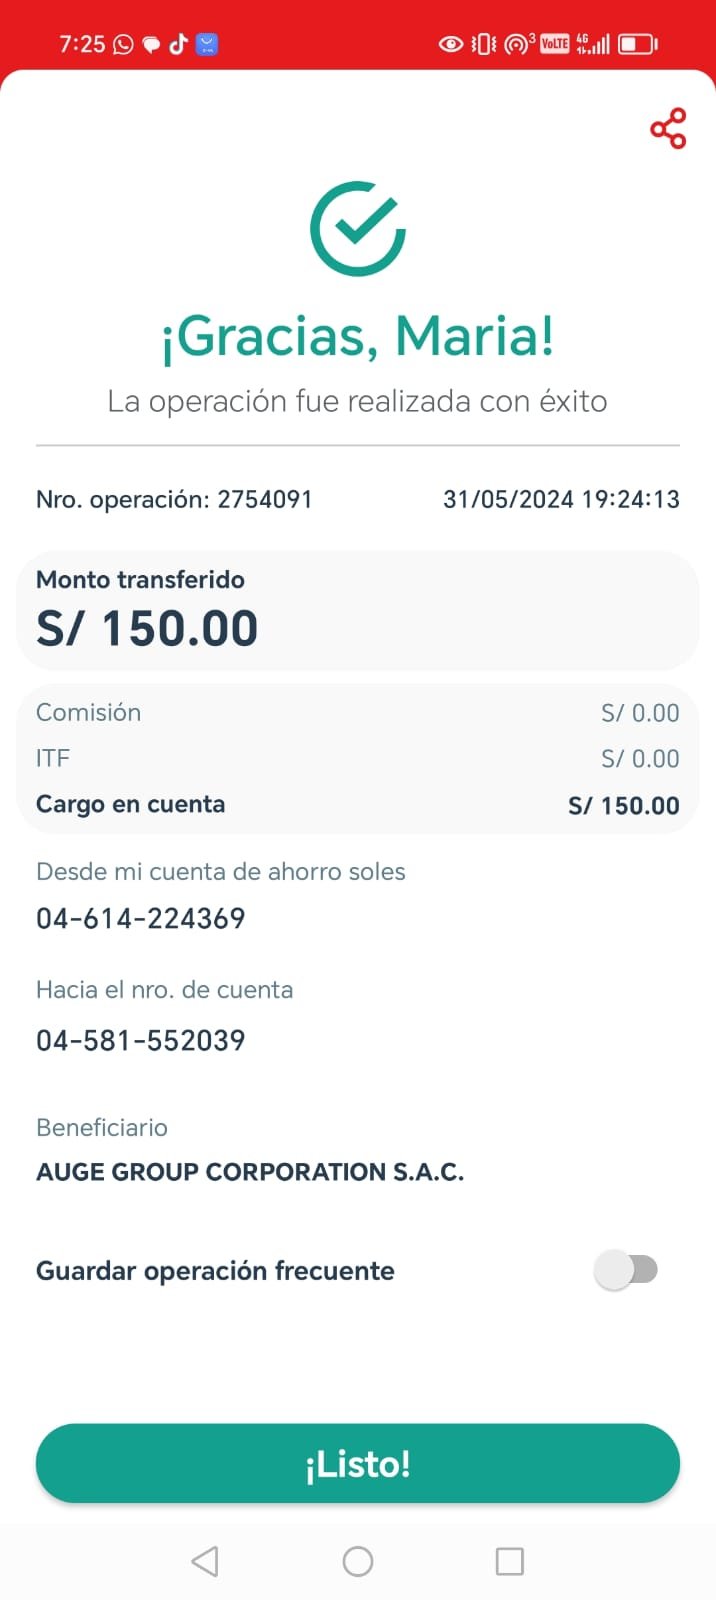 7:25
3 VoLTE 4G
¡Gracias, Maria!
La operación fue realizada con éxito
Nro. operación: 2754091 31/05/2024 19:24:13
Monto transferido
S/ 150.00
Comisión S/ 0.00
ITF S/ 0.00
Cargo en cuenta S/ 150.00
Desde mi cuenta de ahorro soles
04-614-224369
Hacia el nro. de cuenta
04-581-552039
Beneficiario
AUGE GROUP CORPORATION S.A.C.
Guardar operación frecuente
¡Listo!